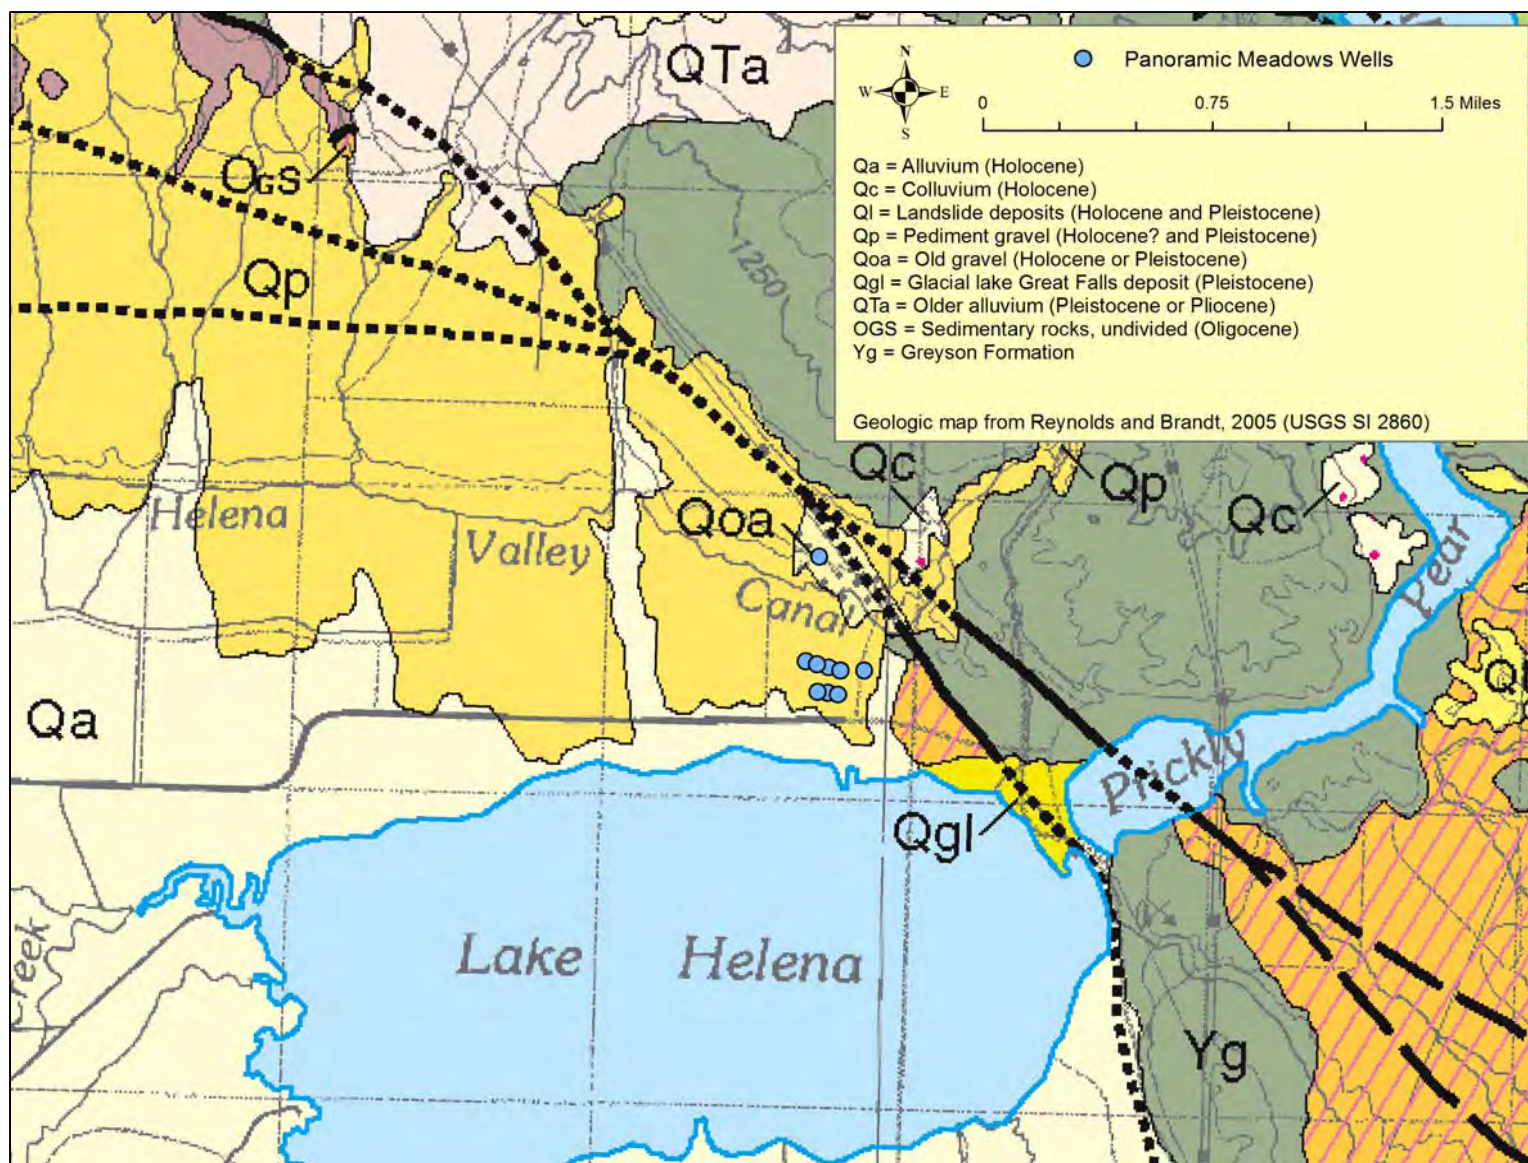 QTa
N
W E
S
Panoramic Meadows Wells
0 0.75 1.5 Miles
Qa = Alluvium (Holocene)
Qc = Colluvium (Holocene)
Ql = Landslide deposits (Holocene and Pleistocene)
Qp = Pediment gravel (Holocene? and Pleistocene)
Qoa = Old gravel (Holocene or Pleistocene)
Qgl = Glacial lake Great Falls deposit (Pleistocene)
QTa = Older alluvium (Pleistocene or Pliocene)
OGS = Sedimentary rocks, undivided (Oligocene)
Yg = Greyson Formation
Geologic map from Reynolds and Brandt, 2005 (USGS SI 2860)
OGS
Qp
1250
Qc
Qp
Qc
Helena Valley Canal
Qoa
Prickly Pear
Qa
Qgl
Lake Helena
Creek
Yg